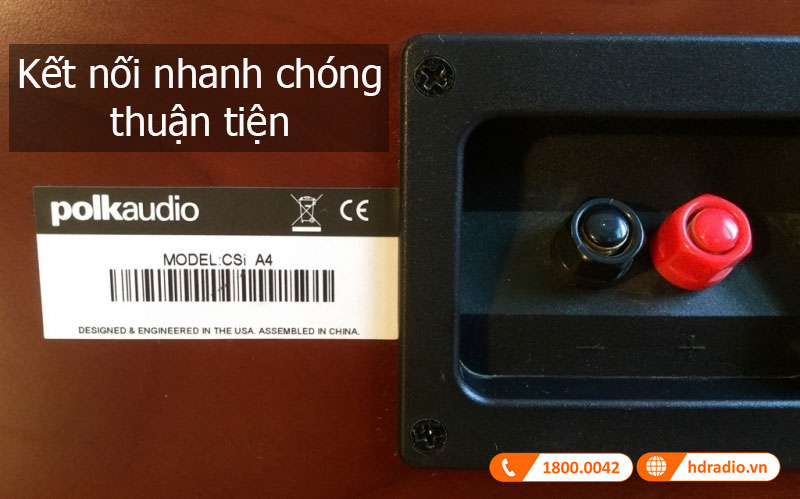 Kết nối nhanh chóng
thuận tiện
polkaudio
CE
MODEL:CSi A4
DESIGNED & ENGINEERED IN THE USA. ASSEMBLED IN CHINA.
- +
1800.0042
hdradio.vn